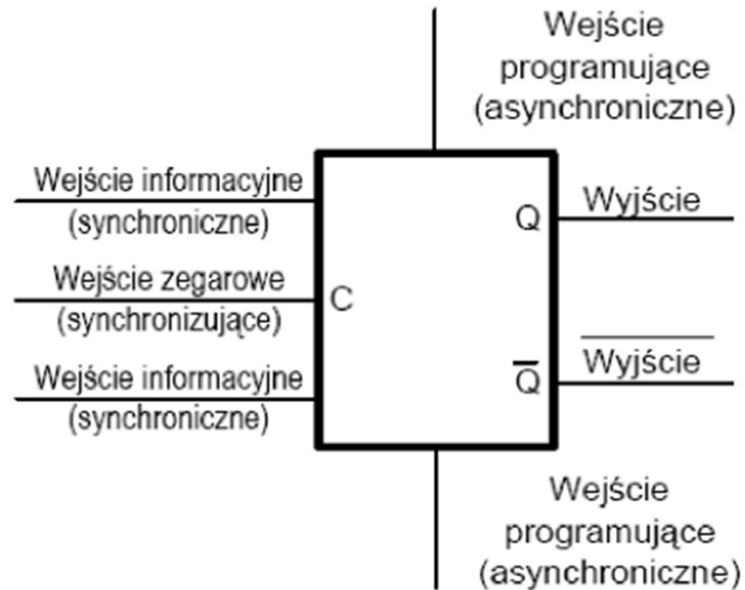 Wejście
programujące
(asynchroniczne)
Wejście informacyjne
(synchroniczne)
Q
Wyjście
Wejście zegarowe
(synchronizujące)
C
Wejście informacyjne
(synchroniczne)
Q̅
Wyjście
Wejście
programujące
(asynchroniczne)